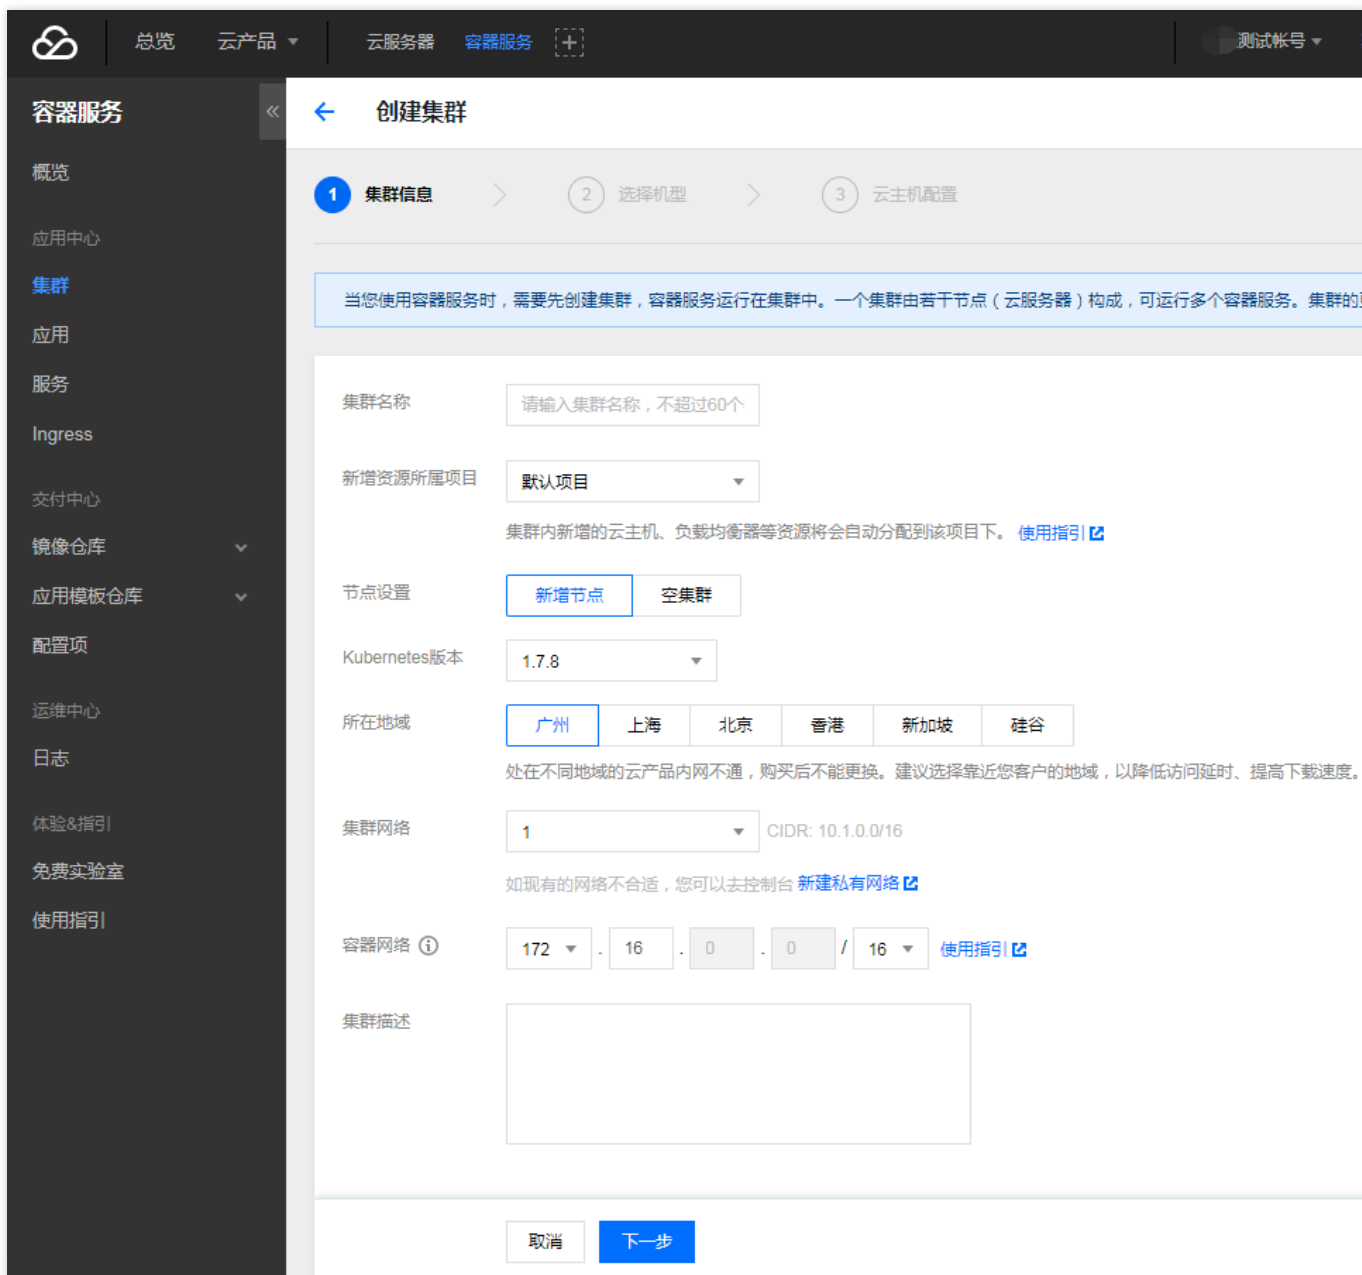 总览 云产品 云服务器 容器服务 测试帐号
容器服务
概览
应用中心
集群
应用
服务
Ingress
交付中心
镜像仓库
应用模板仓库
配置项
运维中心
日志
体验&指引
免费实验室
使用指引
创建集群
1 集群信息 2 选择机型 3 云主机配置
当您使用容器服务时，需要先创建集群，容器服务运行在集群中。一个集群由若干节点（云服务器）构成，可运行多个容器服务。集群的
集群名称 请输入集群名称，不超过60个
新增资源所属项目 默认项目
集群内新增的云主机、负载均衡器等资源将会自动分配到该项目下。 使用指引
节点设置 新增节点 空集群
Kubernetes版本 1.7.8
所在地域 广州 上海 北京 香港 新加坡 硅谷
处在不同地域的云产品内网不通，购买后不能更换。建议选择靠近您客户的地域，以降低访问延时、提高下载速度。
集群网络 1 CIDR: 10.1.0.0/16
如现有的网络不合适，您可以去控制台 新建私有网络
容器网络 172 . 16 . 0 . 0 / 16 使用指引
集群描述
取消 下一步